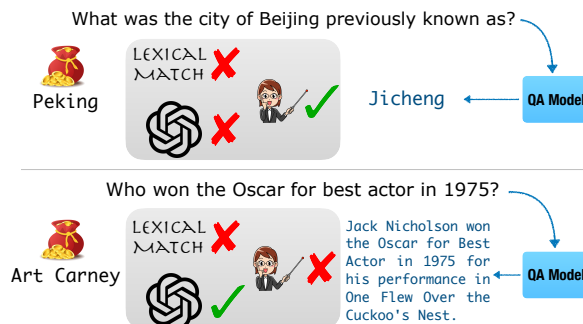 What was the city of Beijing previously known as?
LEXICAL
MATCH
Peking
Jicheng
QA Model
Who won the Oscar for best actor in 1975?
LEXICAL
MATCH
Art Carney
Jack Nicholson won
the Oscar for Best
Actor in 1975 for
his performance in
One Flew Over the
Cuckoo's Nest.
QA Model